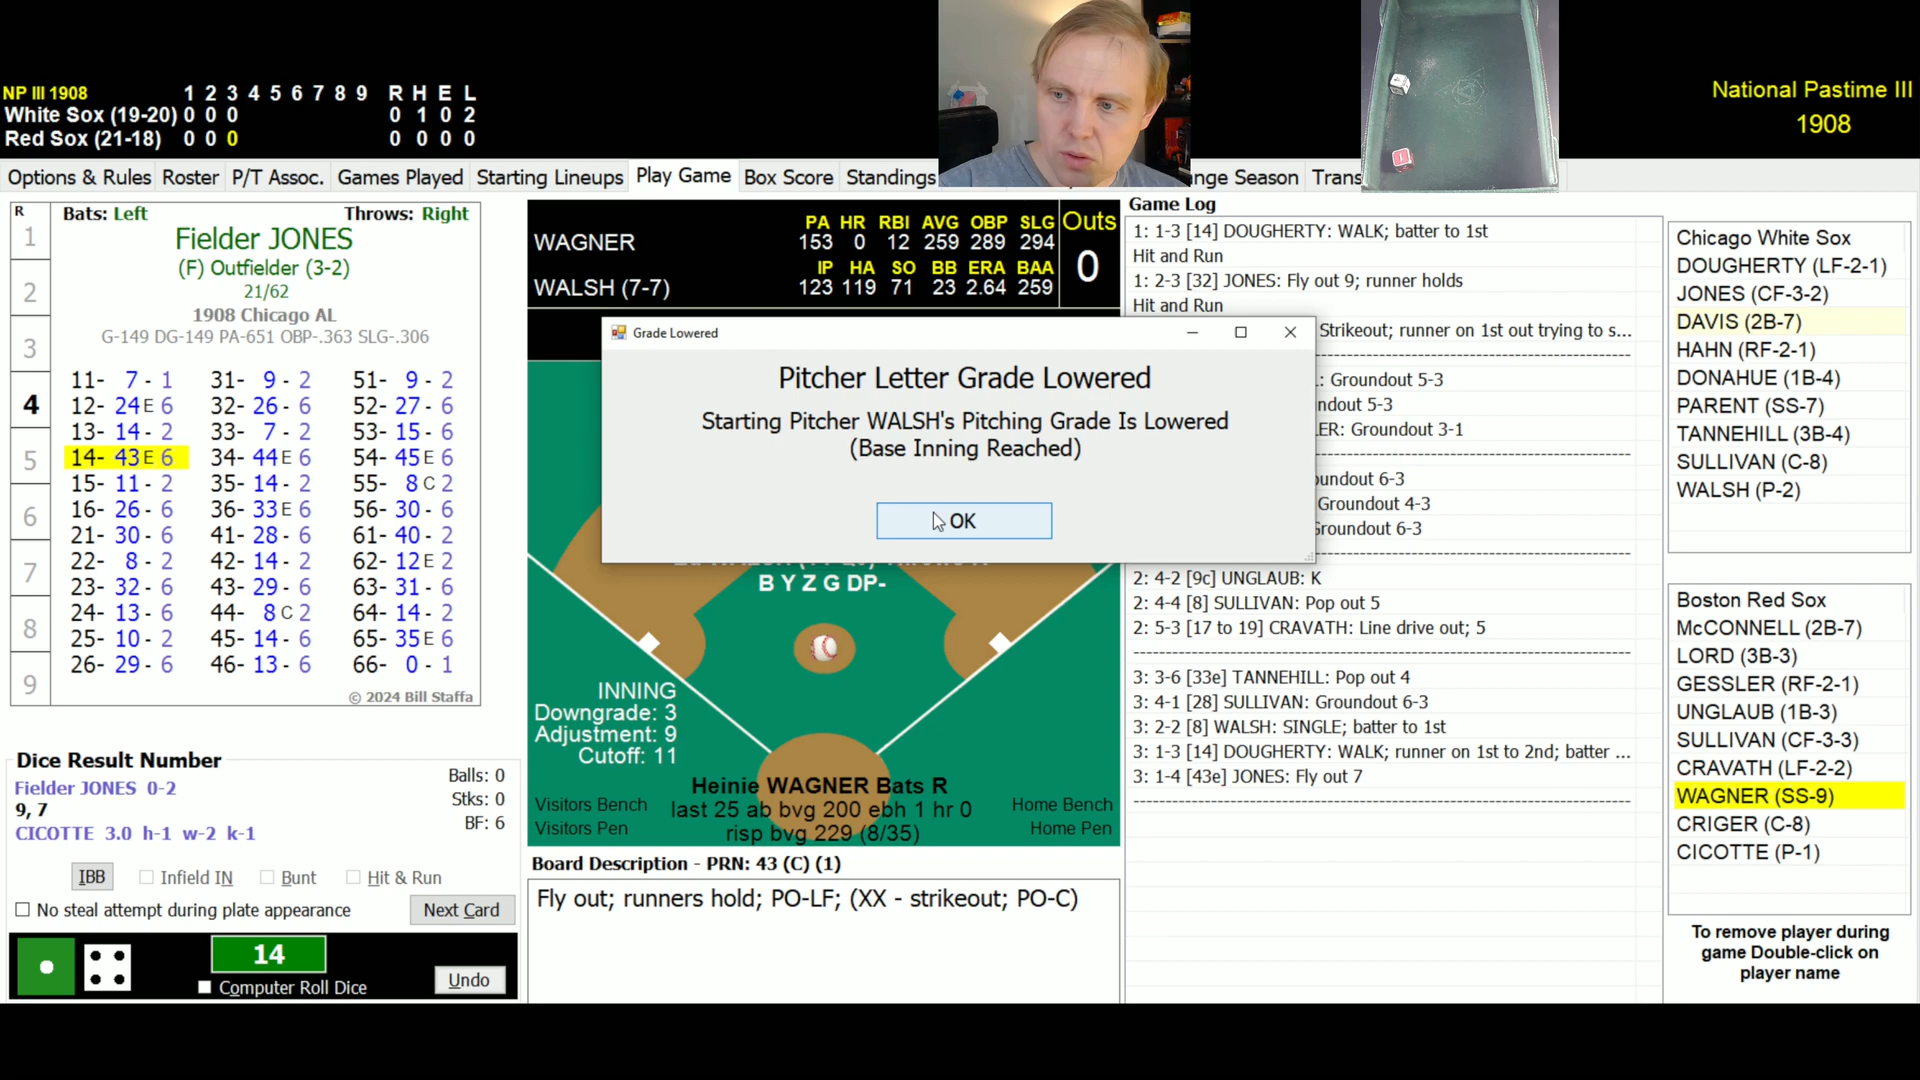 NP III 1908 1 2 3 4 5 6 7 8 9 R H E L
White Sox (19-20) 0 0 0 0 1 0 2
Red Sox (21-18) 0 0 0 0 0 0 0
National Pastime III
1908
Options & Rules Roster P/T Assoc. Games Played Starting Lineups Play Game Box Score Standings nge Season Trans
R
1
2
3
4
5
6
7
8
9
Bats: Left Throws: Right
Fielder JONES
(F) Outfielder (3-2)
21/62
1908 Chicago AL
G-149 DG-149 PA-651 OBP-.363 SLG-.306
11- 7 - 1 31- 9 - 2 51- 9 - 2
12- 24 E 6 32- 26 - 6 52- 27 - 6
13- 14 - 2 33- 7 - 2 53- 15 - 6
14- 43 E 6 34- 44 E 6 54- 45 E 6
15- 11 - 2 35- 14 - 2 55- 8 C 2
16- 26 - 6 36- 33 E 6 56- 30 - 6
21- 30 - 6 41- 28 - 6 61- 40 - 2
22- 8 - 2 42- 14 - 2 62- 12 E 2
23- 32 - 6 43- 29 - 6 63- 31 - 6
24- 13 - 6 44- 8 C 2 64- 14 - 2
25- 10 - 2 45- 14 - 6 65- 35 E 6
26- 29 - 6 46- 13 - 6 66- 0 - 1
© 2024 Bill Staffa
Dice Result Number
Fielder JONES 0-2
9, 7
CICOTTE 3.0 h-1 w-2 k-1
Balls: 0
Stks: 0
BF: 6
IBB Infield IN Bunt Hit & Run
No steal attempt during plate appearance Next Card
14
Computer Roll Dice Undo
PA HR RBI AVG OBP SLG
WAGNER 153 0 12 259 289 294
IP HA SO BB ERA BAA
WALSH (7-7) 123 119 71 23 2.64 259
Outs
0
Grade Lowered
Pitcher Letter Grade Lowered
Starting Pitcher WALSH's Pitching Grade Is Lowered
(Base Inning Reached)
OK
B Y Z G DP-
INNING
Downgrade: 3
Adjustment: 9
Cutoff: 11
Heinie WAGNER Bats R
last 25 ab bvg 200 ebh 1 hr 0
risp bvg 229 (8/35)
Visitors Bench
Visitors Pen
Home Bench
Home Pen
Board Description - PRN: 43 (C) (1)
Fly out; runners hold; PO-LF; (XX - strikeout; PO-C)
Game Log
1: 1-3 [14] DOUGHERTY: WALK; batter to 1st
Hit and Run
1: 2-3 [32] JONES: Fly out 9; runner holds
Hit and Run
Strikeout; runner on 1st out trying to s...
--------------------
: Groundout 5-3
ndout 5-3
ER: Groundout 3-1
--------------------
oundout 6-3
Groundout 4-3
Groundout 6-3
--------------------
2: 4-2 [9c] UNGLAUB: K
2: 4-4 [8] SULLIVAN: Pop out 5
2: 5-3 [17 to 19] CRAVATH: Line drive out; 5
--------------------
3: 3-6 [33e] TANNEHILL: Pop out 4
3: 4-1 [28] SULLIVAN: Groundout 6-3
3: 2-2 [8] WALSH: SINGLE; batter to 1st
3: 1-3 [14] DOUGHERTY: WALK; runner on 1st to 2nd; batter ...
3: 1-4 [43e] JONES: Fly out 7
--------------------
Chicago White Sox
DOUGHERTY (LF-2-1)
JONES (CF-3-2)
DAVIS (2B-7)
HAHN (RF-2-1)
DONAHUE (1B-4)
PARENT (SS-7)
TANNEHILL (3B-4)
SULLIVAN (C-8)
WALSH (P-2)
Boston Red Sox
McCONNELL (2B-7)
LORD (3B-3)
GESSLER (RF-2-1)
UNGLAUB (1B-3)
SULLIVAN (CF-3-3)
CRAVATH (LF-2-2)
WAGNER (SS-9)
CRIGER (C-8)
CICOTTE (P-1)
To remove player during
game Double-click on
player name